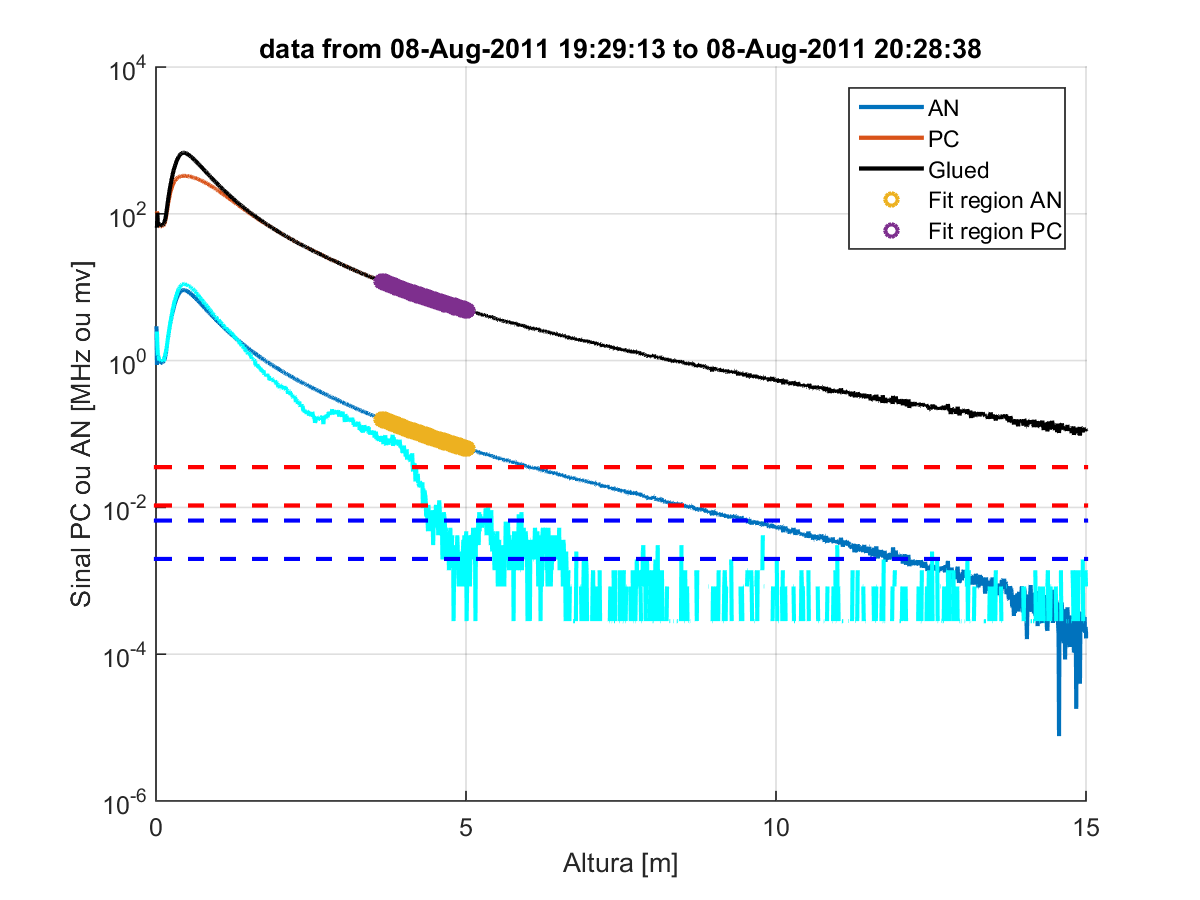 data from 08-Aug-2011 19:29:13 to 08-Aug-2011 20:28:38
10^4
10^2
10^0
10^-2
10^-4
10^-6
Sinal PC ou AN [MHz ou mv]
AN
PC
Glued
Fit region AN
Fit region PC
0
5
10
15
Altura [m]